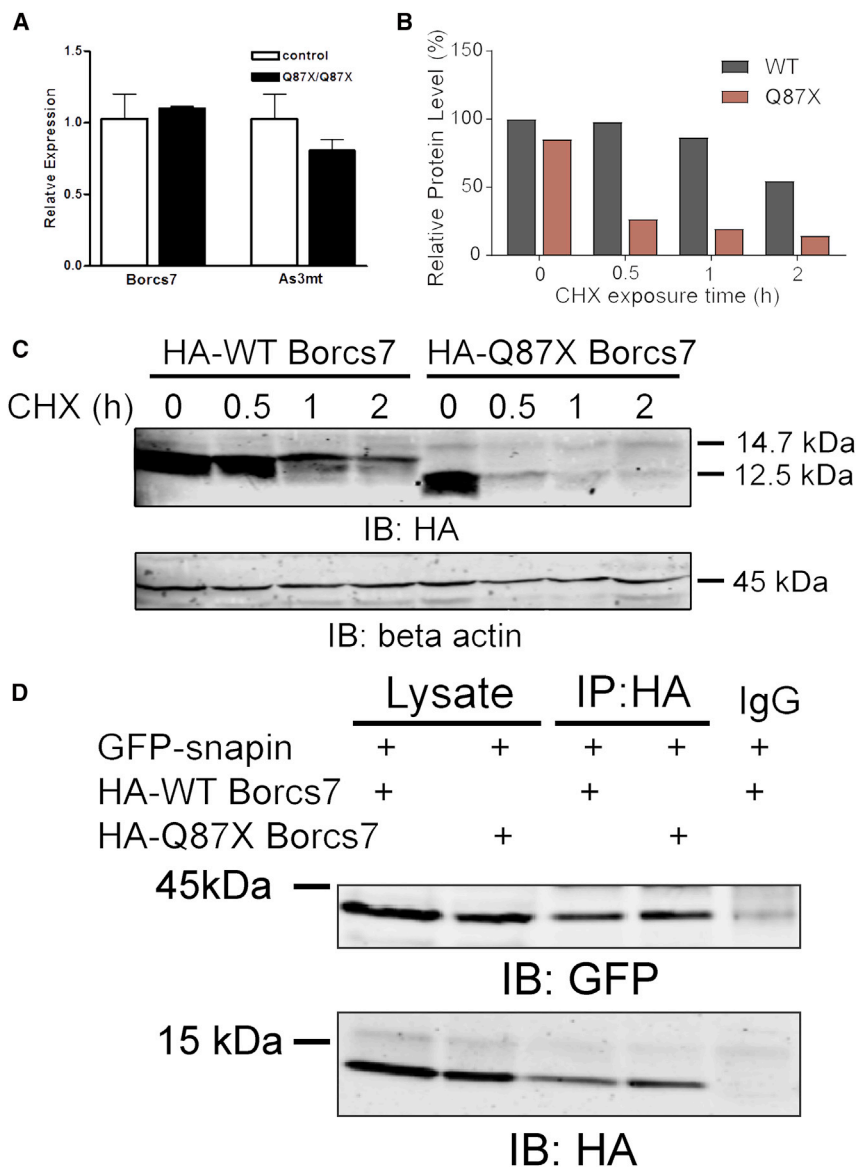 A
Relative Expression
1.5
1.0
0.5
0.0
control
Q87X/Q87X
Borcs7
As3mt
B
Relative Protein Level (%)
150
100
50
0
WT
Q87X
0 0.5 1 2
CHX exposure time (h)
C
HA-WT Borcs7 HA-Q87X Borcs7
CHX (h) 0 0.5 1 2 0 0.5 1 2
14.7 kDa
12.5 kDa
IB: HA
45 kDa
IB: beta actin
D
Lysate IP:HA IgG
GFP-snapin + + + + +
HA-WT Borcs7 + + +
HA-Q87X Borcs7 + +
45kDa
IB: GFP
15 kDa
IB: HA